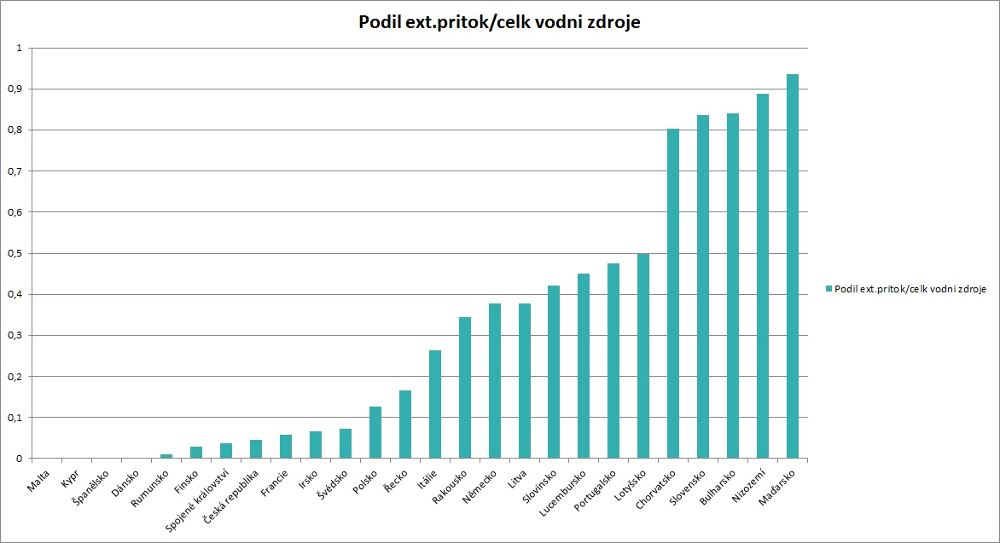 Podil ext.pritok/celk vodni zdroje
1
0,9
0,8
0,7
0,6
0,5
0,4
0,3
0,2
0,1
0
Malta
Kypr
Španělsko
Dánsko
Rumunsko
Finsko
Spojené království
Česká republika
Francie
Irsko
Švédsko
Polsko
Řecko
Itálie
Rakousko
Německo
Litva
Slovinsko
Lucembursko
Portugalsko
Lotyšsko
Chorvatsko
Slovensko
Bulharsko
Nizozemí
Maďarsko
Podil ext.pritok/celk vodni zdroje